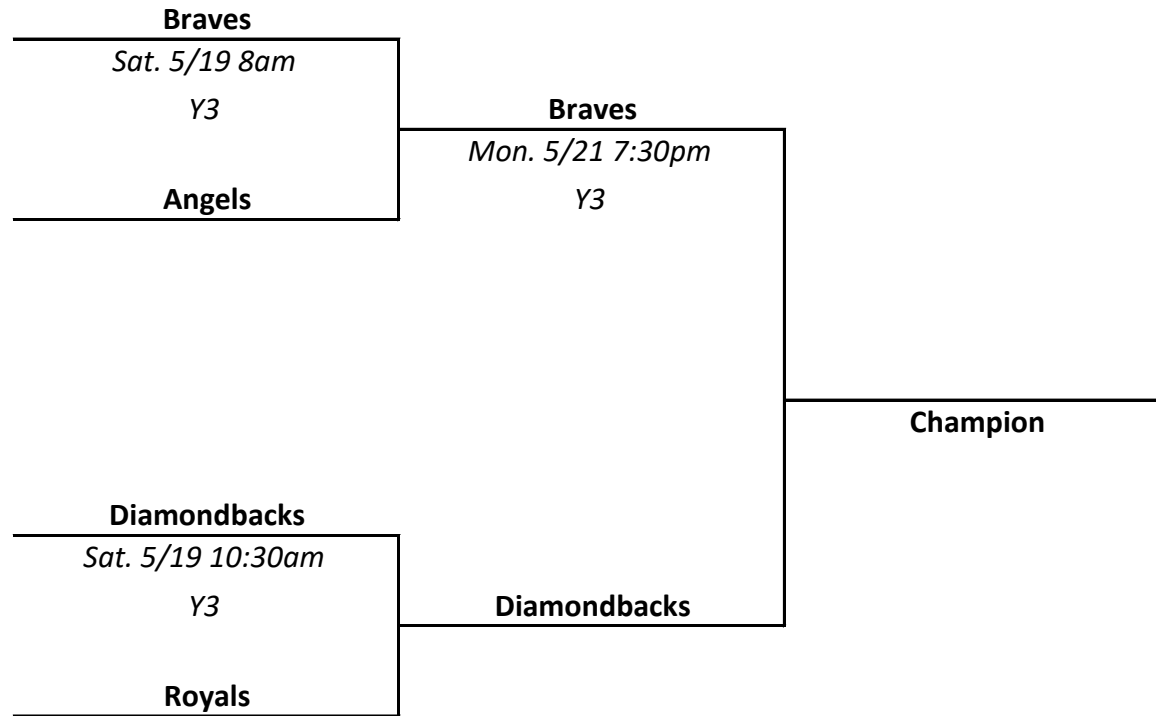 Braves
Sat. 5/19 8am
Y3
Braves
Mon. 5/21 7:30pm
Angels
Y3
Champion
Diamondbacks
Sat. 5/19 10:30am
Y3
Diamondbacks
Royals